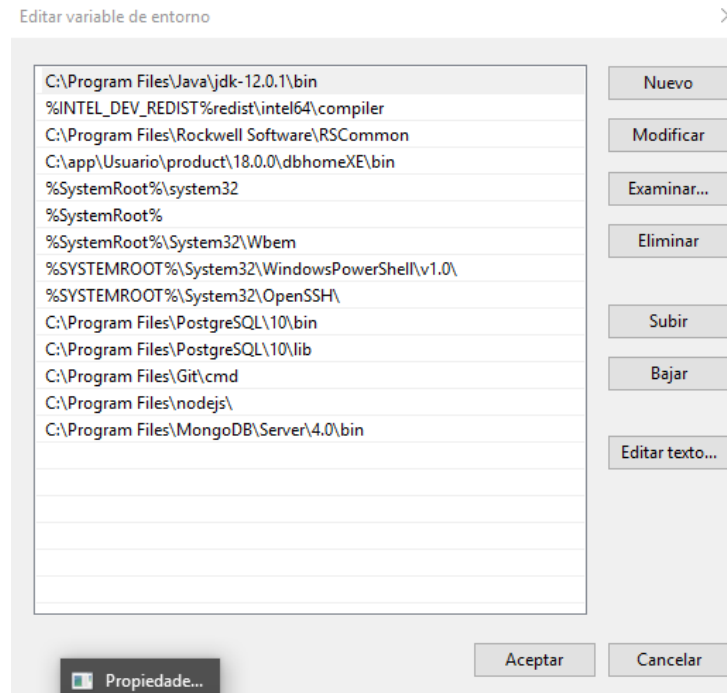 Editar variable de entorno
C:\Program Files\Java\jdk-12.0.1\bin
%INTEL_DEV_REDIST%redist\intel64\compiler
C:\Program Files\Rockwell Software\RSCommon
C:\app\Usuario\product\18.0.0\dbhomeXE\bin
%SystemRoot%\system32
%SystemRoot%
%SystemRoot%\System32\Wbem
%SYSTEMROOT%\System32\WindowsPowerShell\v1.0\
%SYSTEMROOT%\System32\OpenSSH\
C:\Program Files\PostgreSQL\10\bin
C:\Program Files\PostgreSQL\10\lib
C:\Program Files\Git\cmd
C:\Program Files\nodejs\
C:\Program Files\MongoDB\Server\4.0\bin
Nuevo
Modificar
Examinar...
Eliminar
Subir
Bajar
Editar texto...
Aceptar
Cancelar
Propiedade...